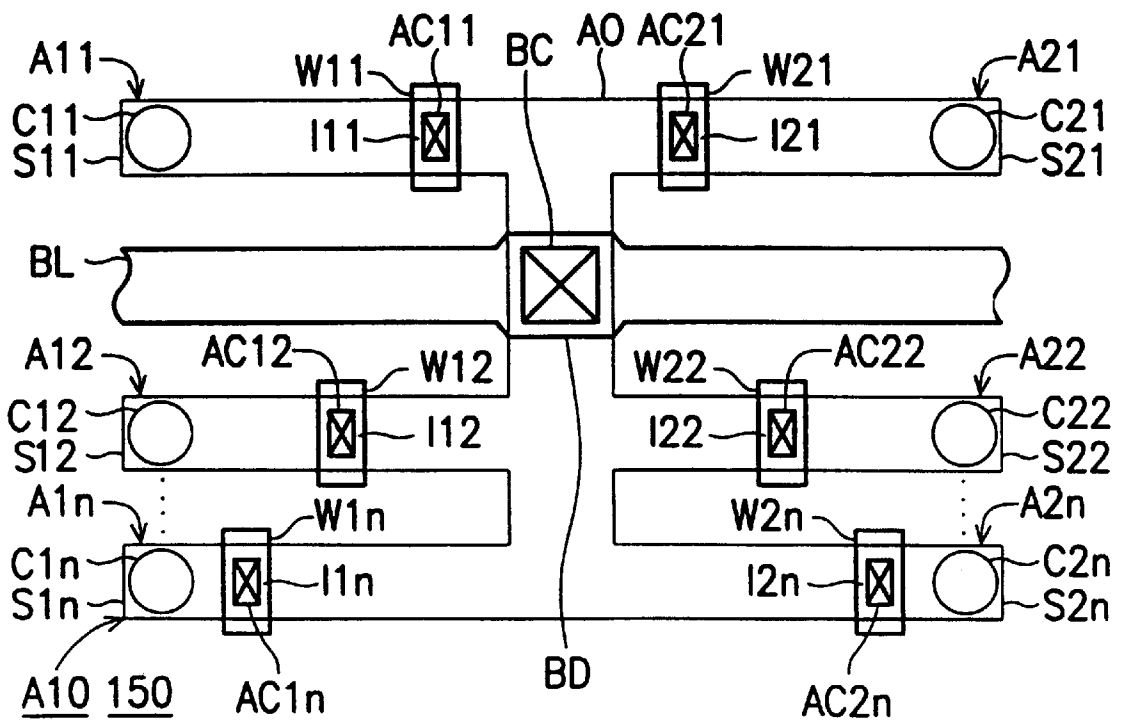 AC11 BC AO AC21
A11 W11 W21 A21
C11 I11 I21 C21
S11 S21
BL
A12 AC12 W12 W22 AC22 A22
C12 I12 I22 C22
S12 S22
A1n W1n W2n A2n
C1n I1n I2n C2n
S1n S2n
A10 150 AC1n BD AC2n